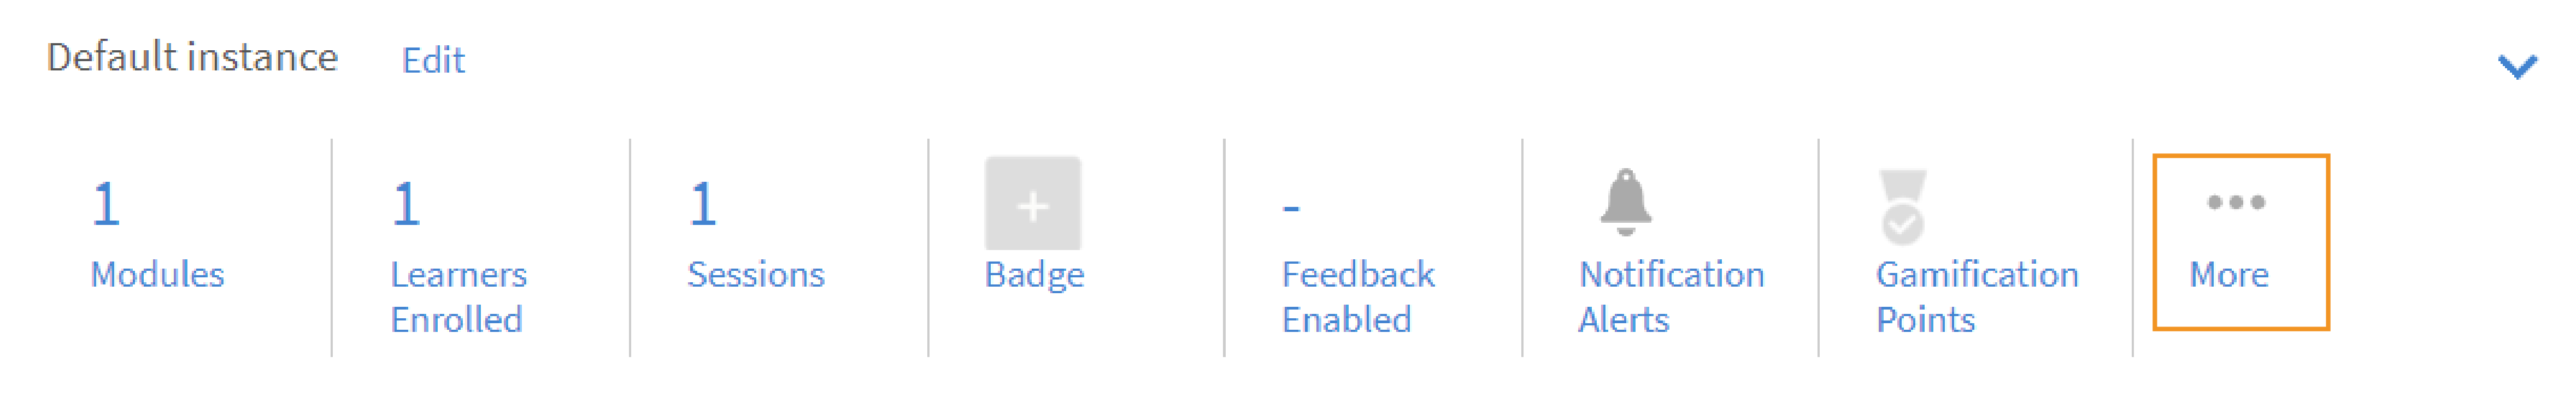 Default instance Edit
1 1 1 -
Modules Learners Sessions Badge Feedback Notification Gamification More
Enrolled Enabled Alerts Points